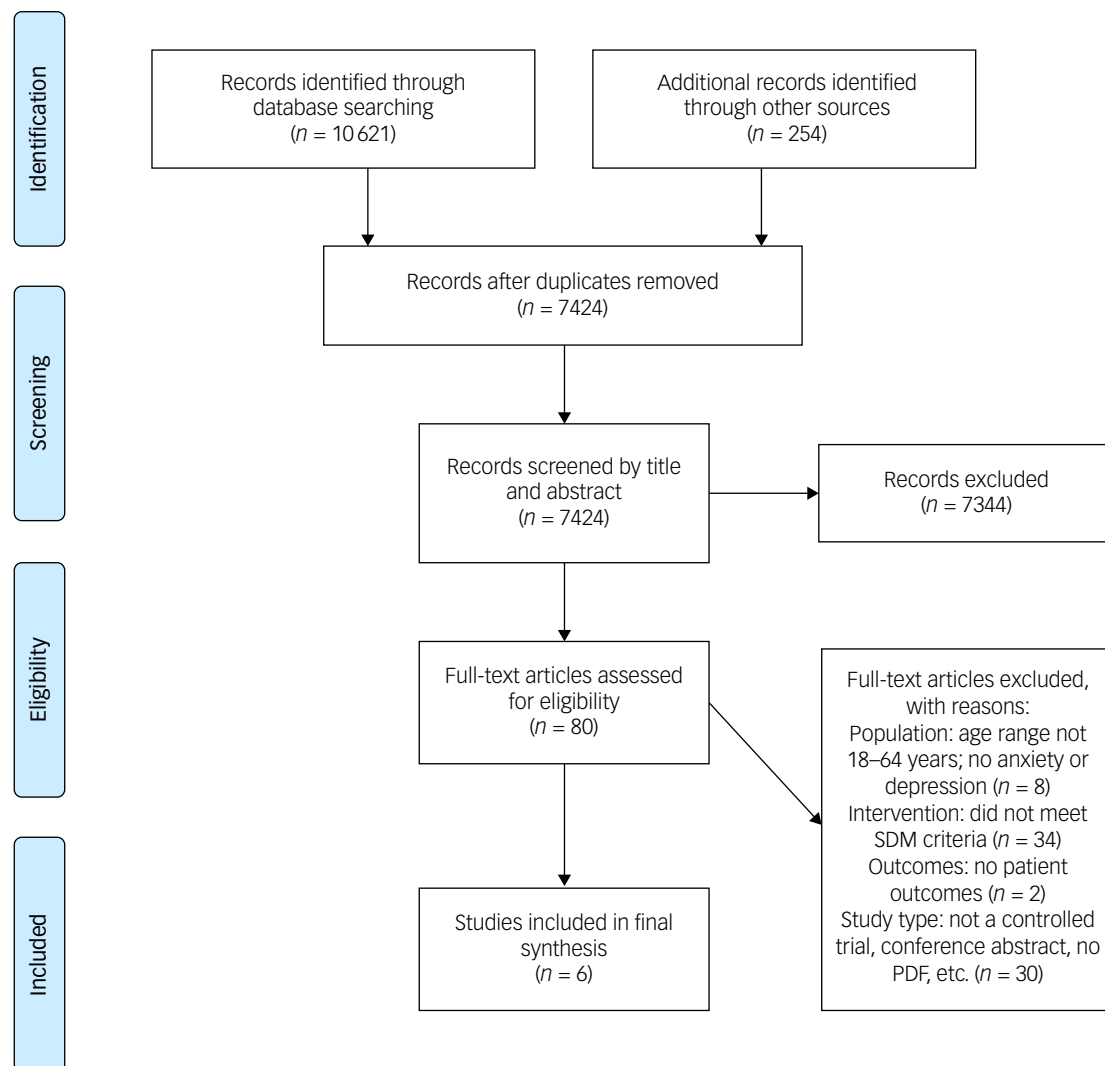 Identification
Records identified through
database searching
(n = 10 621)
Additional records identified
through other sources
(n = 254)
Records after duplicates removed
(n = 7424)
Screening
Records screened by title
and abstract
(n = 7424)
Records excluded
(n = 7344)
Eligibility
Full-text articles assessed
for eligibility
(n = 80)
Full-text articles excluded,
with reasons:
Population: age range not
18–64 years; no anxiety or
depression (n = 8)
Intervention: did not meet
SDM criteria (n = 34)
Outcomes: no patient
outcomes (n = 2)
Study type: not a controlled
trial, conference abstract, no
PDF, etc. (n = 30)
Included
Studies included in final
synthesis
(n = 6)